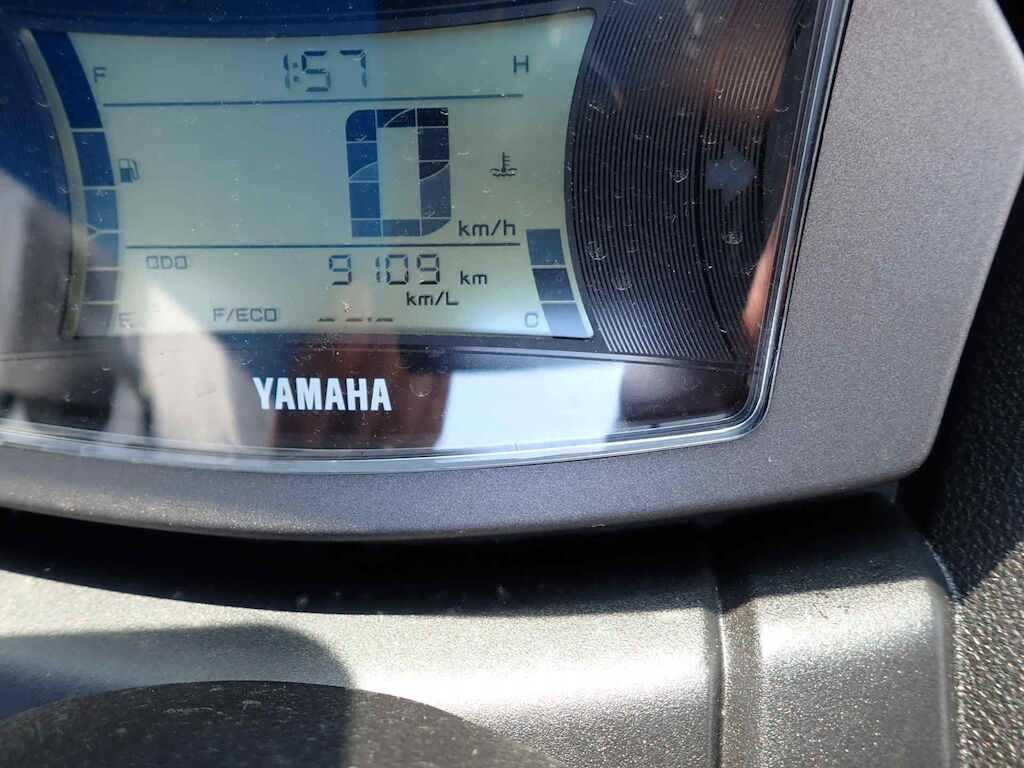 F 1:57 H
0
km/h
ODO 9109 km
km/L
F/ECO
E C
YAMAHA